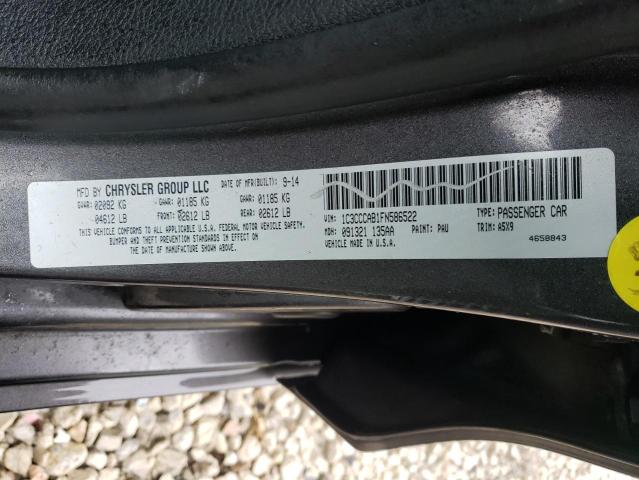 MFD BY CHRYSLER GROUP LLC DATE OF MFR(BUILT): 9-14
GVWR: 02092 KG GAWR: 01185 KG GAWR: 01185 KG
04612 LB FRONT: 02612 LB REAR: 02612 LB
THIS VEHICLE CONFORMS TO ALL APPLICABLE U.S.A. FEDERAL MOTOR VEHICLE SAFETY,
BUMPER AND THEFT PREVENTION STANDARDS IN EFFECT ON THE
DATE OF MANUFACTURE SHOWN ABOVE.
VIN: 1C3CCCAB1FN586522 TYPE: PASSENGER CAR
MDH: 091321 135AA PAINT: PAU TRIM: A5X9
MADE IN U.S.A. 4658843